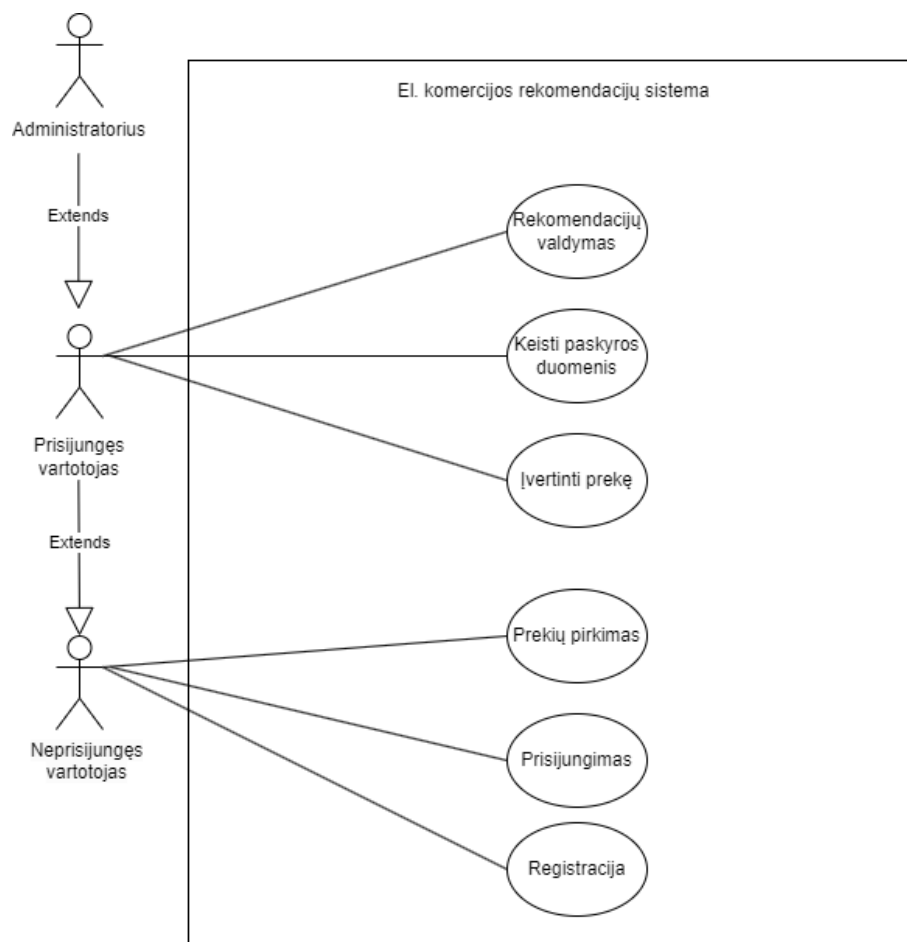 Administratorius
El. komercijos rekomendacijų sistema
Extends
Rekomendacijų
valdymas
Keisti paskyros
duomenis
Prisijungęs
vartotojas
Įvertinti prekę
Extends
Prekių pirkimas
Neprisijungęs
vartotojas
Prisijungimas
Registracija